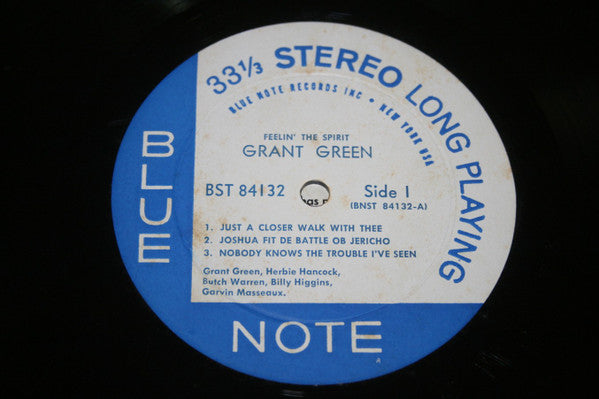 33⅓ STEREO LONG PLAYING
BLUE NOTE RECORDS INC • NEW YORK USA
FEELIN' THE SPIRIT
GRANT GREEN
BST 84132
Side 1
(BNST 84132-A)
1. JUST A CLOSER WALK WITH THEE
2. JOSHUA FIT DE BATTLE OB JERICHO
3. NOBODY KNOWS THE TROUBLE I'VE SEEN
Grant Green, Herbie Hancock,
Butch Warren, Billy Higgins,
Garvin Masseaux.
BLUE
NOTE